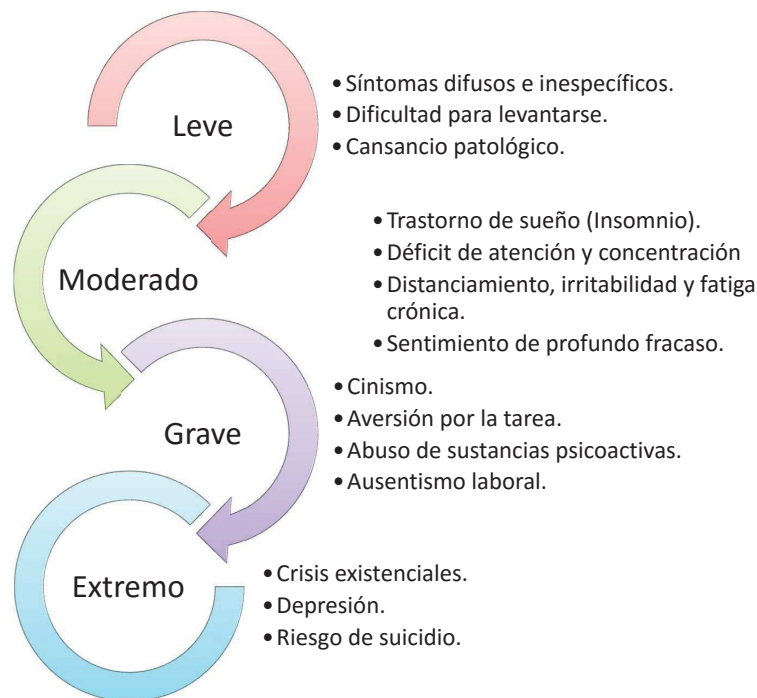 Leve
• Síntomas difusos e inespecíficos.
• Dificultad para levantarse.
• Cansancio patológico.
Moderado
• Trastorno de sueño (Insomnio).
• Déficit de atención y concentración
• Distanciamiento, irritabilidad y fatiga
crónica.
• Sentimiento de profundo fracaso.
Grave
• Cinismo.
• Aversión por la tarea.
• Abuso de sustancias psicoactivas.
• Ausentismo laboral.
Extremo
• Crisis existenciales.
• Depresión.
• Riesgo de suicidio.